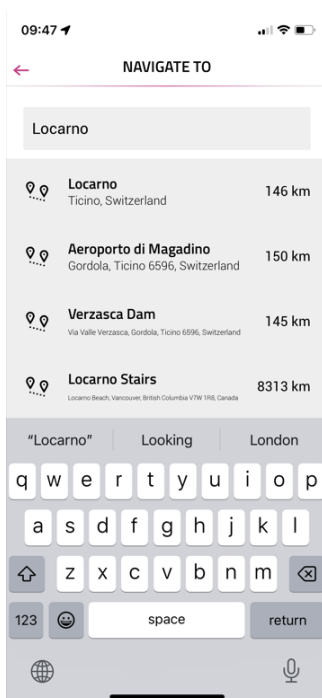 09:47
NAVIGATE TO
Locarno
Locarno
146 km
Ticino, Switzerland
Aeroporto di Magadino
150 km
Gordola, Ticino 6596, Switzerland
Verzasca Dam
145 km
Via Valle Verzasca, Gordola, Ticino 6596, Switzerland
Locarno Stairs
8313 km
Locarno Beach, Vancouver, British Columbia V7W 1R8, Canada
“Locarno” Looking London
q w e r t y u i o p
a s d f g h j k l
z x c v b n m
123 space return